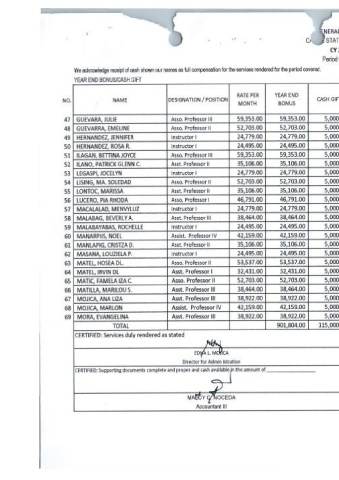 NERAL
STAT
CY
Period
We acknowledge receipt of cash shown our names as full compensation for the services rendered for the period covered.
YEAR END BONUS/CASH GIFT
NO. NAME DESIGNATION / POSITION RATE PER MONTH YEAR END BONUS CASH GIF
47 GUEVARA, JULIE Asso. Professor III 59,353.00 59,353.00 5,000
48 GUEVARRA, EMELINE Asso. Professor II 52,703.00 52,703.00 5,000
49 HERNANDEZ, JENNIFER Instructor I 24,779.00 24,779.00 5,000
50 HERNANDEZ, ROSA R. Instructor I 24,495.00 24,495.00 5,000
51 ILAGAN, BETTINA JOYCE Asso. Professor III 59,353.00 59,353.00 5,000
52 ILANO, PATRICK GLENN C. Asst. Professor II 35,106.00 35,106.00 5,000
53 LEGASPI, JOCELYN Instructor I 24,779.00 24,779.00 5,000
54 LISING, MA. SOLEDAD Asso. Professor II 52,703.00 52,703.00 5,000
55 LONTOC, MARISSA Asst. Professor II 35,106.00 35,106.00 5,000
56 LUCERO, PIA RHODA Asso. Professor I 46,791.00 46,791.00 5,000
57 MACALALAD, MENVYLUZ Instructor I 24,779.00 24,779.00 5,000
58 MALABAG, BEVERLY A. Asst. Professor III 38,464.00 38,464.00 5,000
59 MALABAYABAS, ROCHELLE Instructor I 24,495.00 24,495.00 5,000
60 MANARPIIS, NOEL Assist. Professor IV 42,159.00 42,159.00 5,000
61 MANLAPIG, CRISTZA D. Asst. Professor II 35,106.00 35,106.00 5,000
62 MASANA, LOUZIELA P. Instructor I 24,495.00 24,495.00 5,000
63 MATEL, HOSEA DL. Asso. Professor II 53,537.00 53,537.00 5,000
64 MATEL, IRVIN DL Asst. Professor I 32,431.00 32,431.00 5,000
65 MATIC, FAMELA IZA C. Asso. Professor II 52,703.00 52,703.00 5,000
66 MATILLA, MARILOU S. Asst. Professor III 38,464.00 38,464.00 5,000
67 MOJICA, ANA LIZA Asst. Professor III 38,922.00 38,922.00 5,000
68 MOJICA, MARLON Assist. Professor IV 42,159.00 42,159.00 5,000
69 MORA, EVANGELINA Asst. Professor III 38,922.00 38,922.00 5,000
TOTAL 901,804.00 115,000
CERTIFIED: Services duly rendered as stated
EDNA L. MOJICA
Director for Admin istration
CERTIFIED: Supporting documents complete and proper and cash available in the amount of
NOCEDA
Accountant III